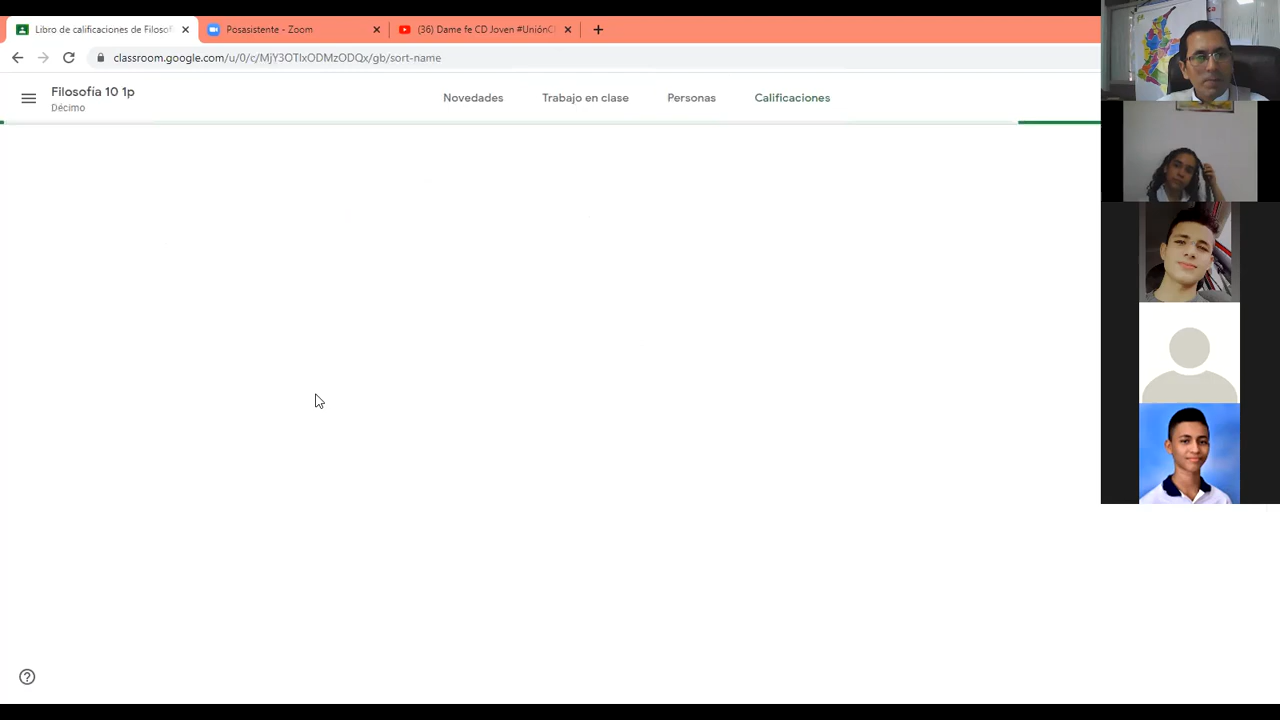 Libro de calificaciones de Filosof
Posasistente - Zoom
(36) Dame fe CD Joven #UniónC
classroom.google.com/u/0/c/MjY3OTIxODMzODQx/gb/sort-name
Filosofía 10 1p
Décimo
Novedades Trabajo en clase Personas Calificaciones